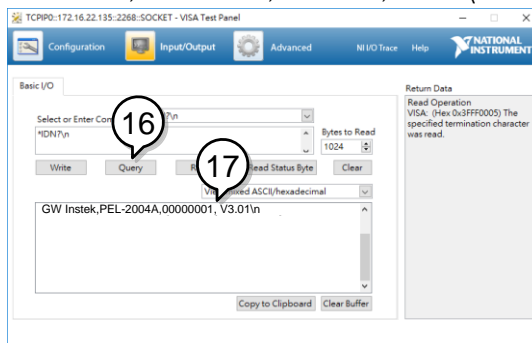 TCPIP0::172.16.22.135::2268::SOCKET - VISA Test Panel
Configuration
Input/Output
Advanced
NI I/O Trace
Help
NATIONAL
INSTRUMENT
Basic I/O
Select or Enter
?\n
*IDN?\n
Bytes to Read
1024
Write
Query
Read Status Byte
Clear
16
17
ASCII/hexadecimal
GW Instek,PEL-2004A,00000001, V3.01\n
Copy to Clipboard
Clear Buffer
Return Data
Read Operation
VISA: (Hex 0x3FFF0005) The
specified termination character
was read.